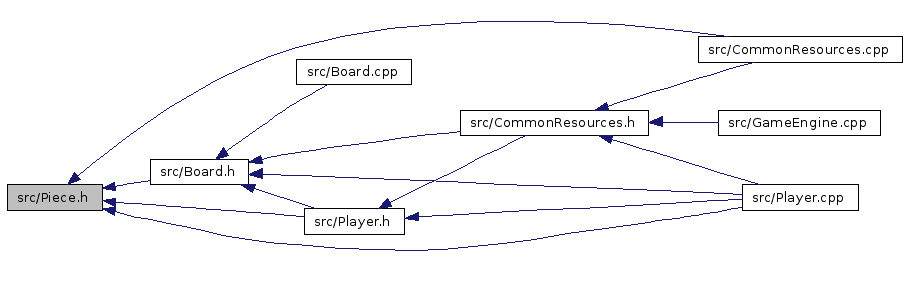 src/CommonResources.cpp
src/Board.cpp
src/CommonResources.h
src/GameEngine.cpp
src/Board.h
src/Piece.h
src/Player.cpp
src/Player.h